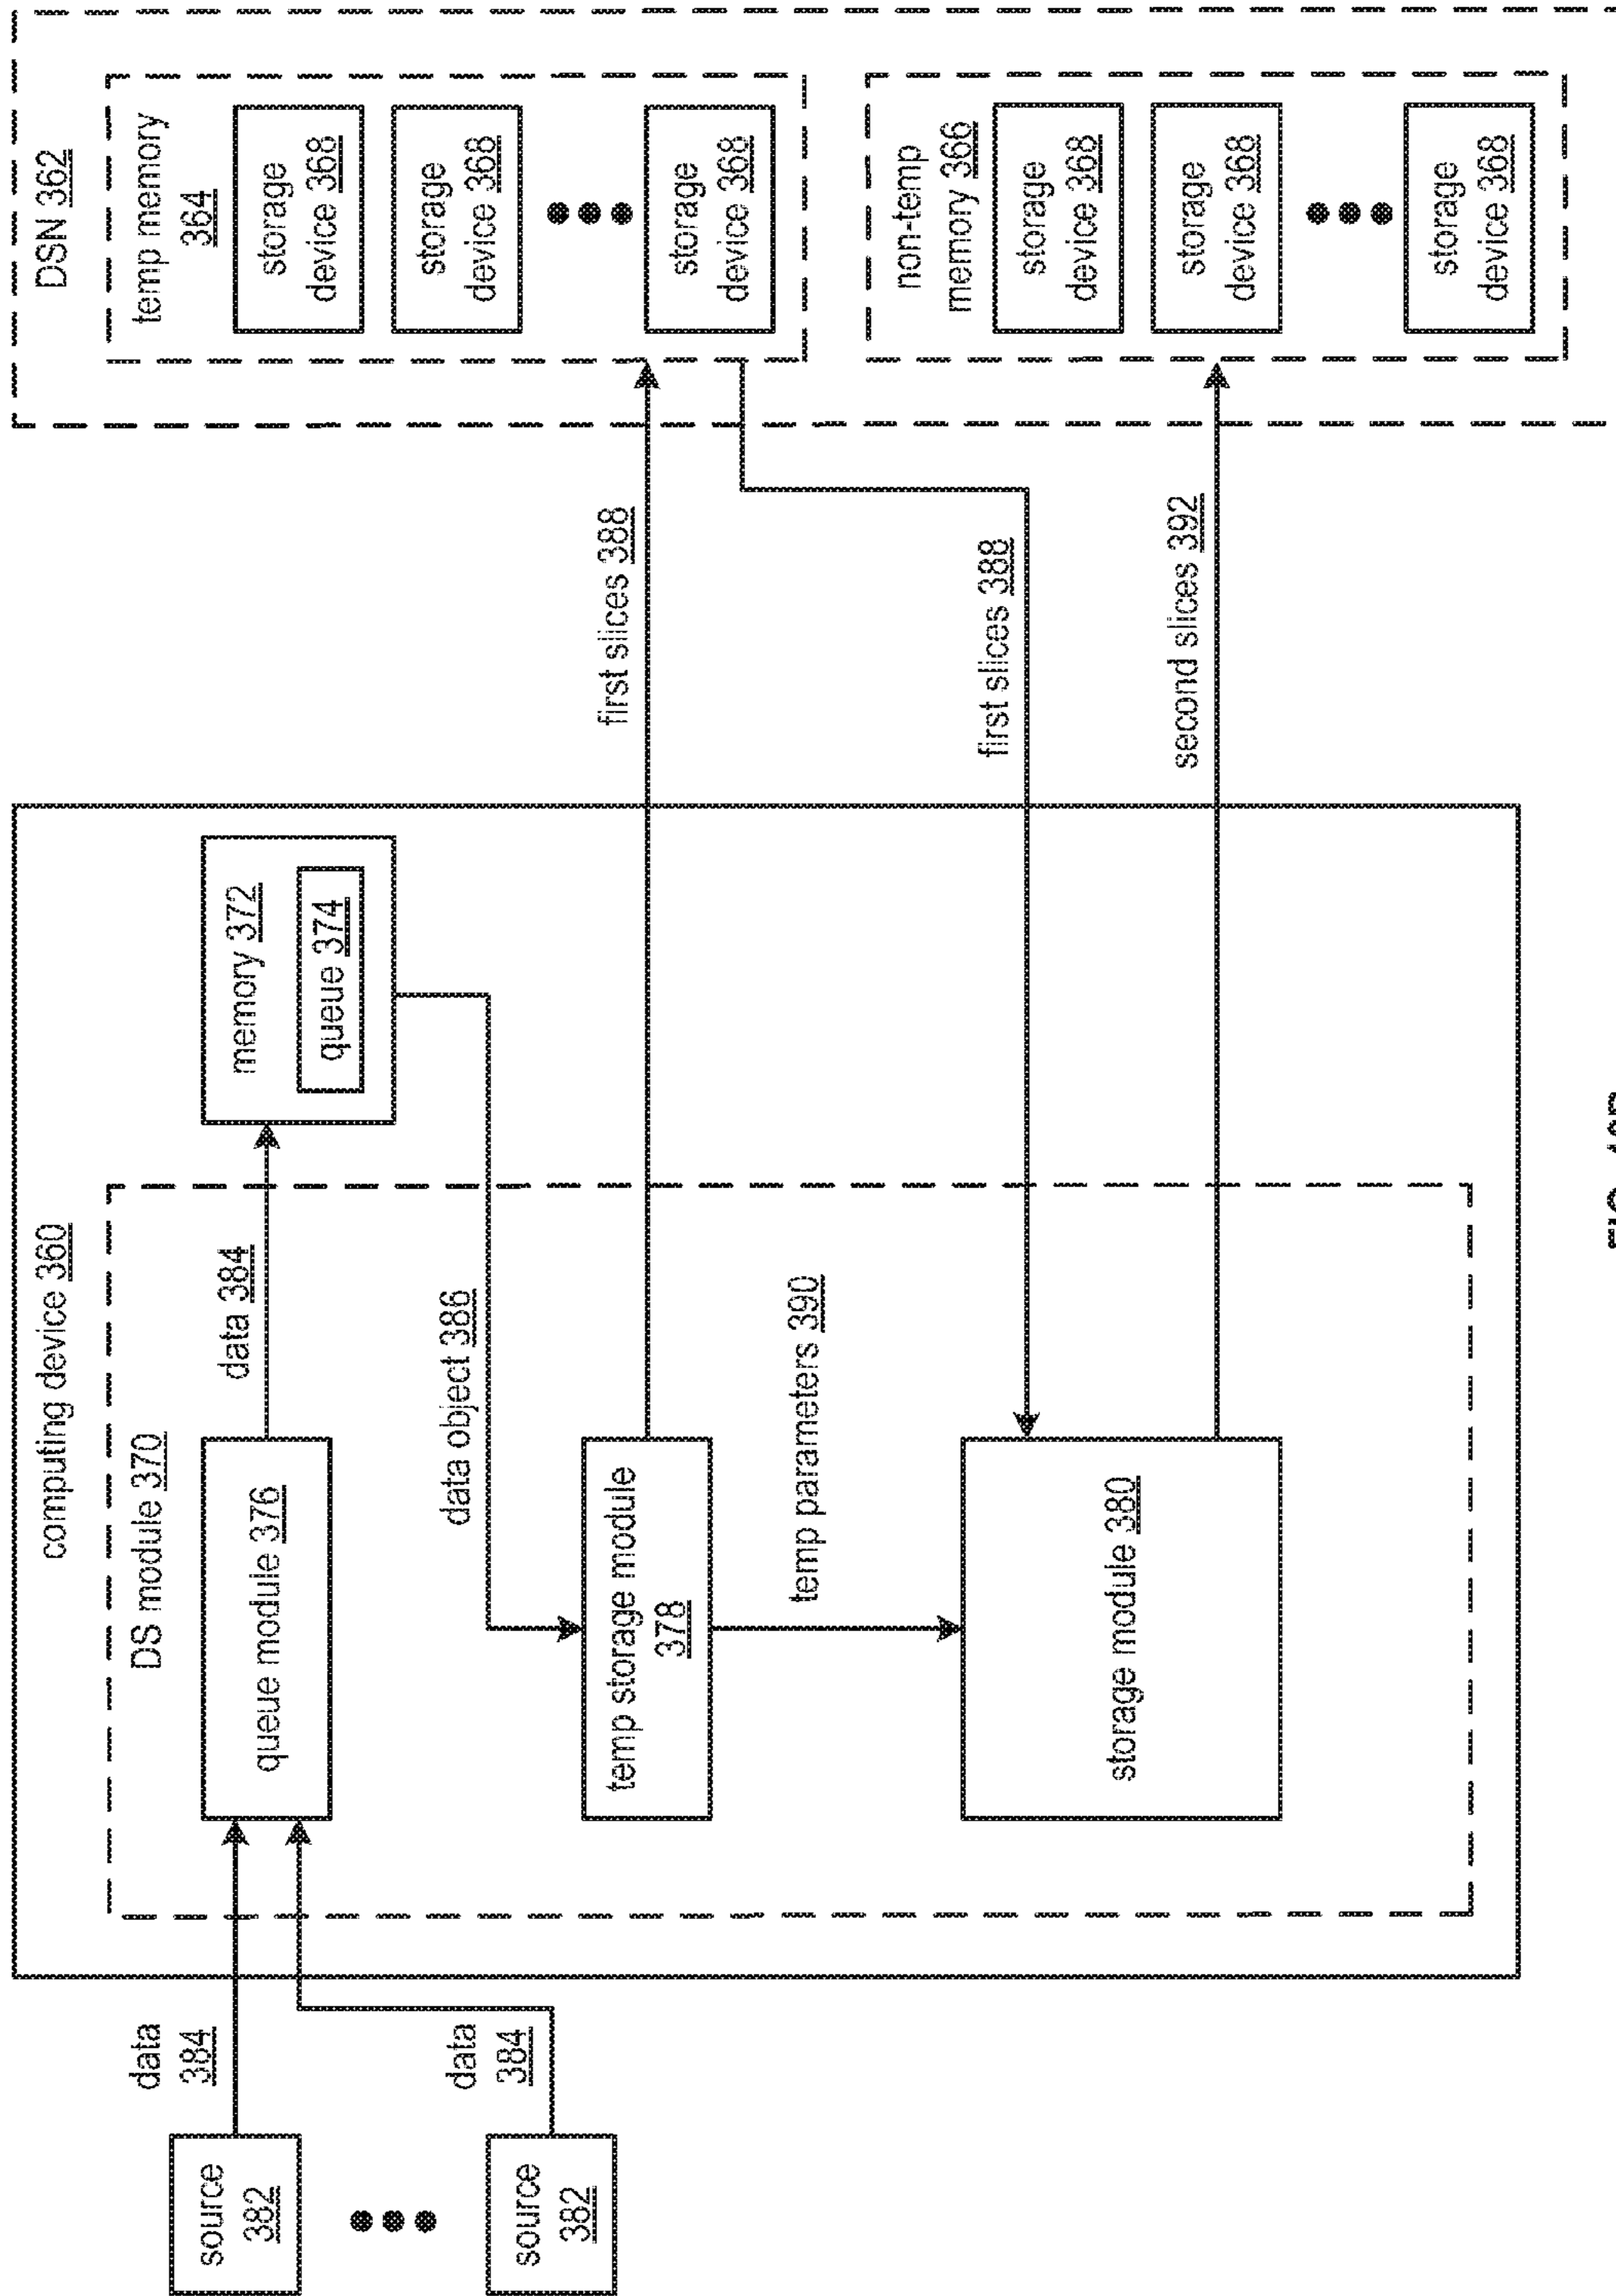 computing device 360
DS module 370
source
382
data
384
source
382
data
384
queue module 376
data 384
memory 372
queue 374
data object 386
temp storage module
378
temp parameters 390
storage module 380
first slices 388
first slices 388
second slices 392
DSN 362
temp memory
364
storage
device 368
storage
device 368
storage
device 368
non-temp
memory 366
storage
device 368
storage
device 368
storage
device 368